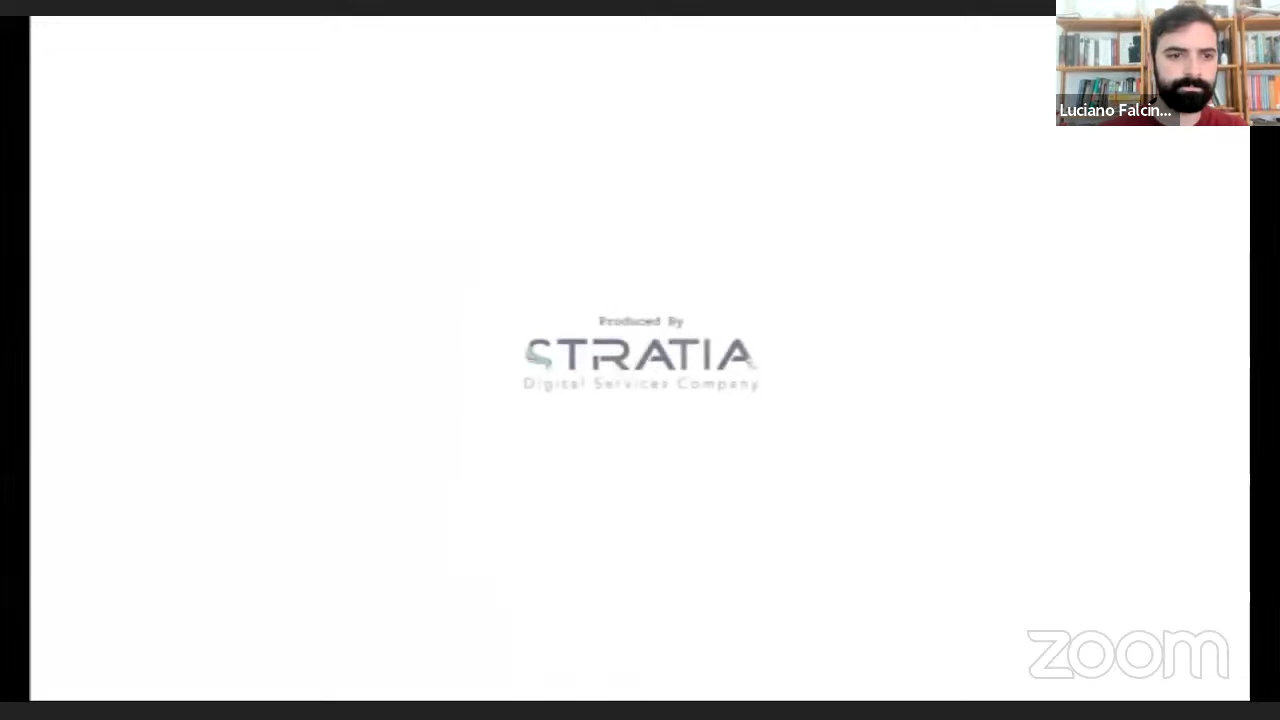 Luciano Falcin...
Produced By
STRATIA
Digital Services Company
zoom